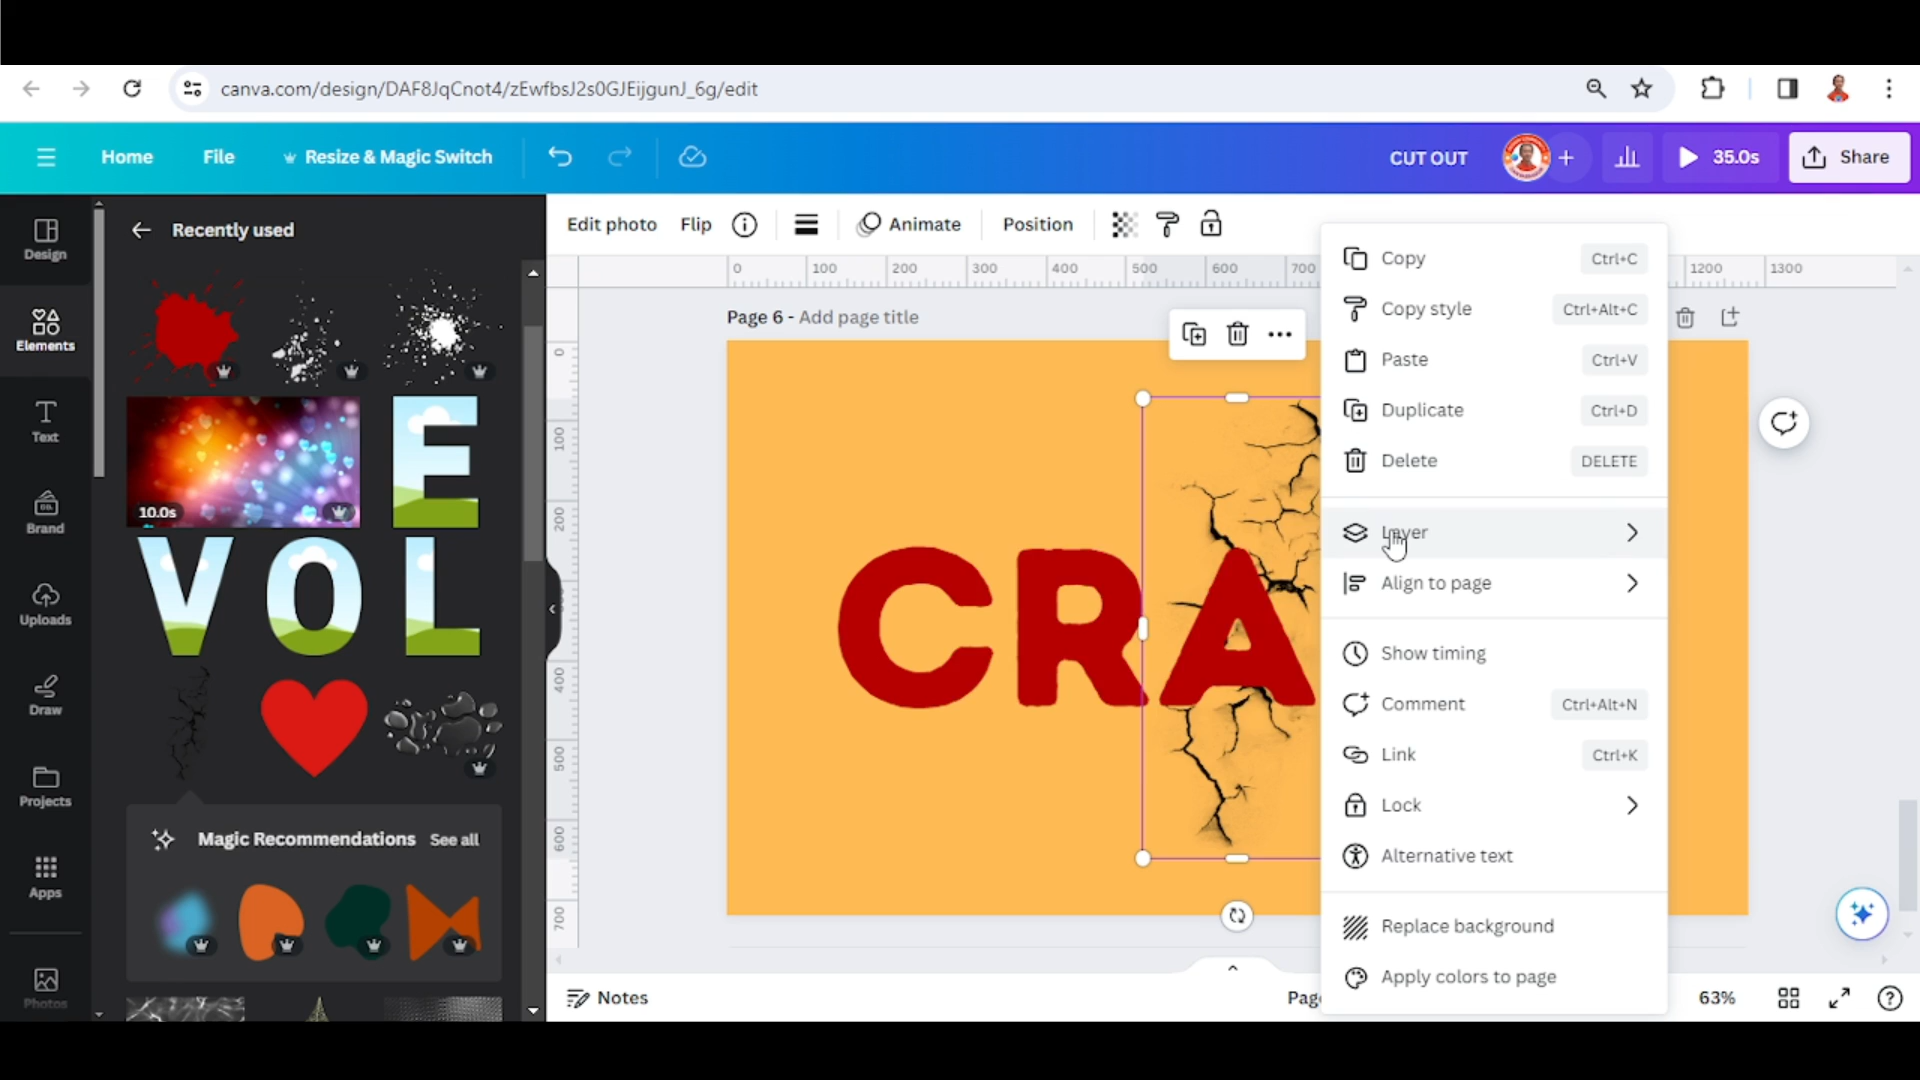 canva.com/design/DAF8JqCnot4/zEwfbsJ2s0GJEijgunJ_6g/edit
Home
File
Resize & Magic Switch
CUT OUT
35.0s
Share
Design
Elements
Text
Brand
Uploads
Draw
Projects
Apps
Photos
Recently used
10.0s
E
V O L
Magic Recommendations
See all
Edit photo
Flip
Animate
Position
0 100 200 300 400 500 600 700 1200 1300
0
100
200
400
500
600
700
Page 6 - Add page title
CRA
Copy Ctrl+C
Copy style Ctrl+Alt+C
Paste Ctrl+V
Duplicate Ctrl+D
Delete DELETE
Layer
Align to page
Show timing
Comment Ctrl+Alt+N
Link Ctrl+K
Lock
Alternative text
Replace background
Apply colors to page
Notes
Pag
63%